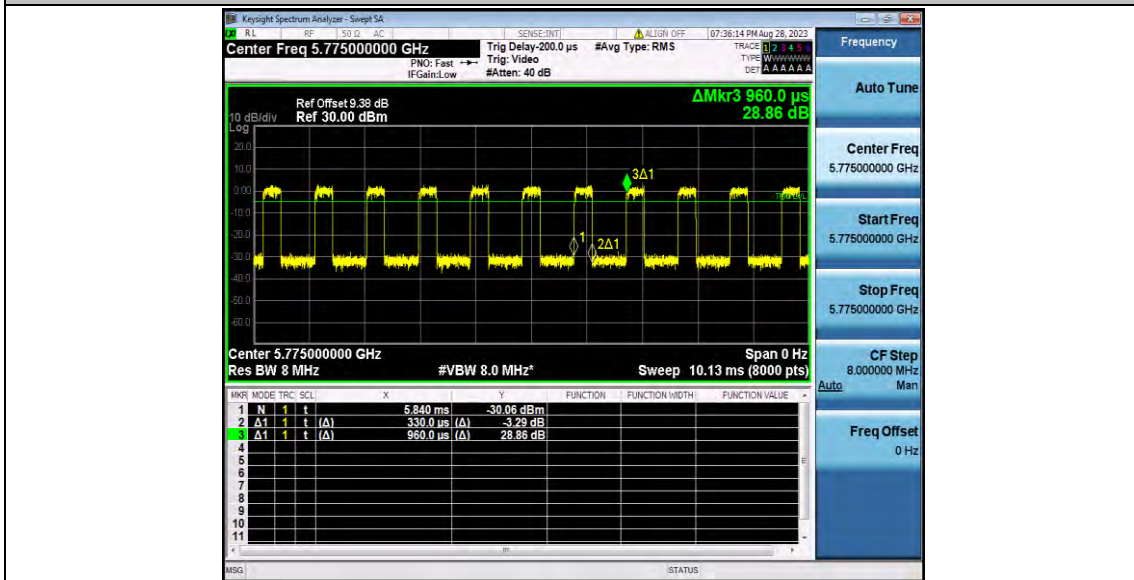 Keysight Spectrum Analyzer - Swept SA
RL RF 50 Ω AC SENSE:INT ALIGN OFF 07:36:14 PM Aug 28, 2023
Center Freq 5.775000000 GHz
PNO: Fast
IFGain:Low
Trig Delay-200.0 µs
Trig: Video
#Atten: 40 dB
#Avg Type: RMS
TRACE 1 2 3 4 5 6
TYPE
DET A A A A A A
Frequency
Auto Tune
Center Freq
5.775000000 GHz
Start Freq
5.775000000 GHz
Stop Freq
5.775000000 GHz
CF Step
8.000000 MHz
Auto Man
Freq Offset
0 Hz
ΔMkr3 960.0 µs
28.86 dB
Ref Offset 9.38 dB
10 dB/div Ref 30.00 dBm
Log
20.0
10.0
0.00
-10.0
-20.0
-30.0
-40.0
-50.0
-60.0
3Δ1
1
2Δ1
Center 5.775000000 GHz Span 0 Hz
Res BW 8 MHz #VBW 8.0 MHz* Sweep 10.13 ms (8000 pts)
MKR MODE TRC SCL X Y FUNCTION FUNCTION WIDTH FUNCTION VALUE
1 N 1 t 5.840 ms -30.06 dBm
2 Δ1 1 t (Δ) 330.0 µs (Δ) -3.29 dB
3 Δ1 1 t (Δ) 960.0 µs (Δ) 28.86 dB
4
5
6
7
8
9
10
11
MSG STATUS